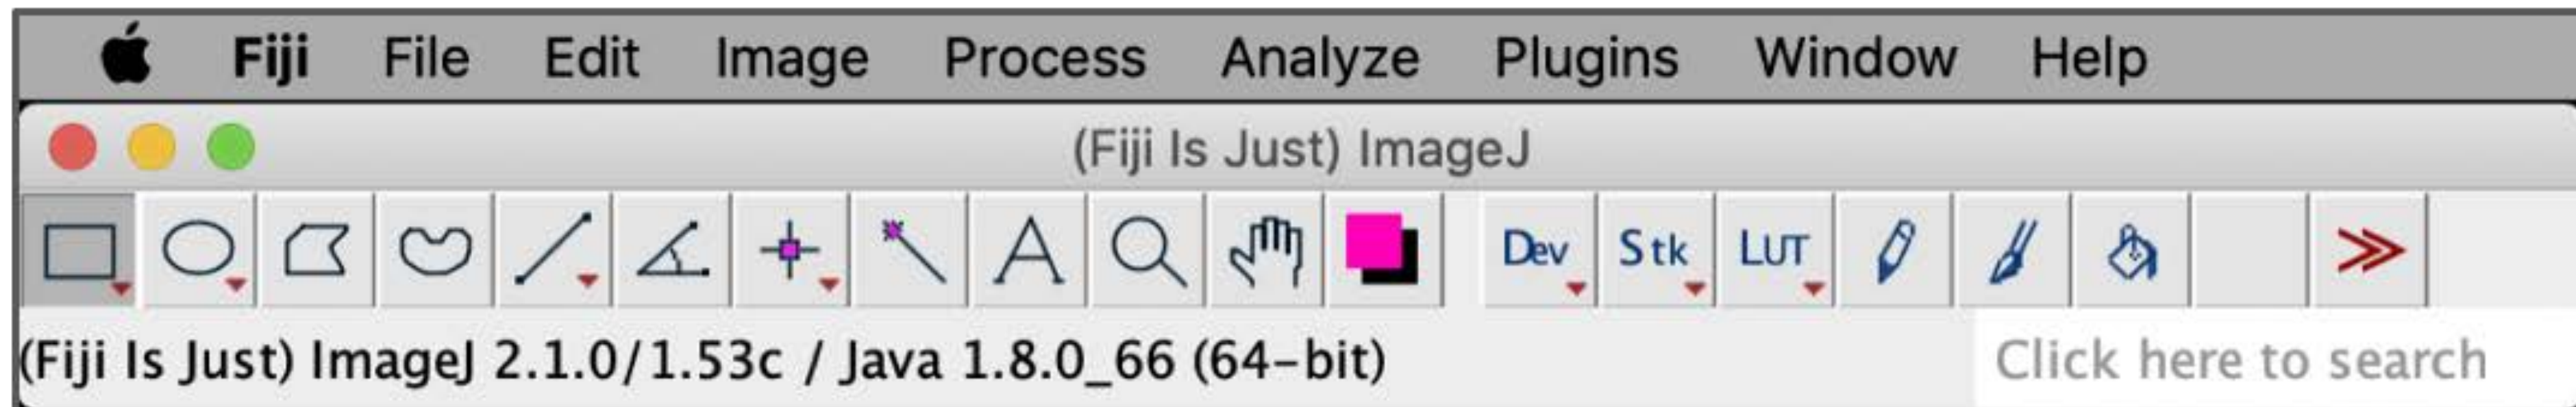 Fiji File Edit Image Process Analyze Plugins Window Help
(Fiji Is Just) ImageJ
A Dev Stk LUT
(Fiji Is Just) ImageJ 2.1.0/1.53c / Java 1.8.0_66 (64-bit) Click here to search